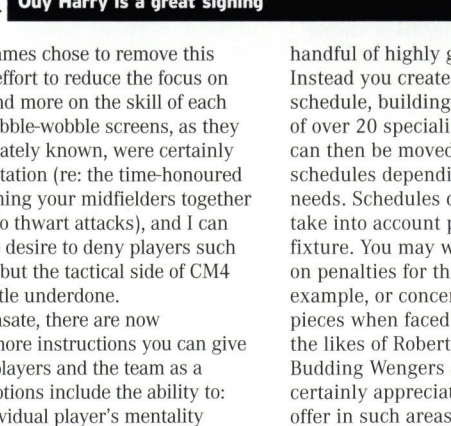 Guy Harry is a great signing
ames chose to remove this
effort to reduce the focus on
nd more on the skill of each
bble-wobble screens, as they
ately known, were certainly
tation (re: the time-honoured
ning your midfielders together
o thwart attacks), and I can
e desire to deny players such
but the tactical side of CM4
tle underdone.
nsate, there are now
more instructions you can give
players and the team as a
otions include the ability to:
vidual player's mentality
handful of highly g
Instead you create
schedule, building
of over 20 speciali
can then be moved
schedules dependi
needs. Schedules c
take into account p
fixture. You may w
on penalties for th
example, or concer
pieces when faced
the likes of Robert
Budding Wengers
certainly appreciat
offer in such areas